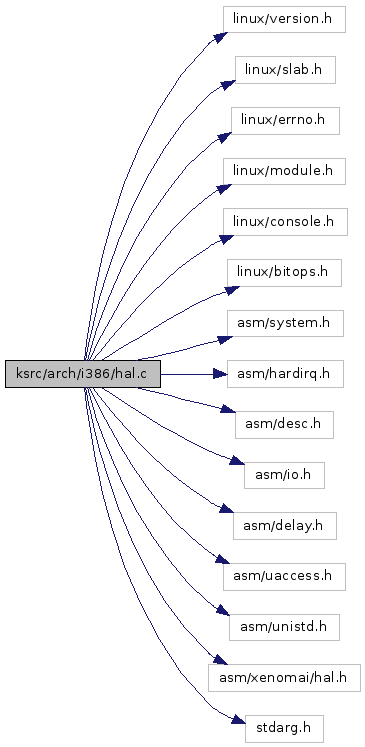 linux/version.h
linux/slab.h
linux/errno.h
linux/module.h
linux/console.h
linux/bitops.h
asm/system.h
ksrc/arch/i386/hal.c
asm/hardirq.h
asm/desc.h
asm/io.h
asm/delay.h
asm/uaccess.h
asm/unistd.h
asm/xenomai/hal.h
stdarg.h